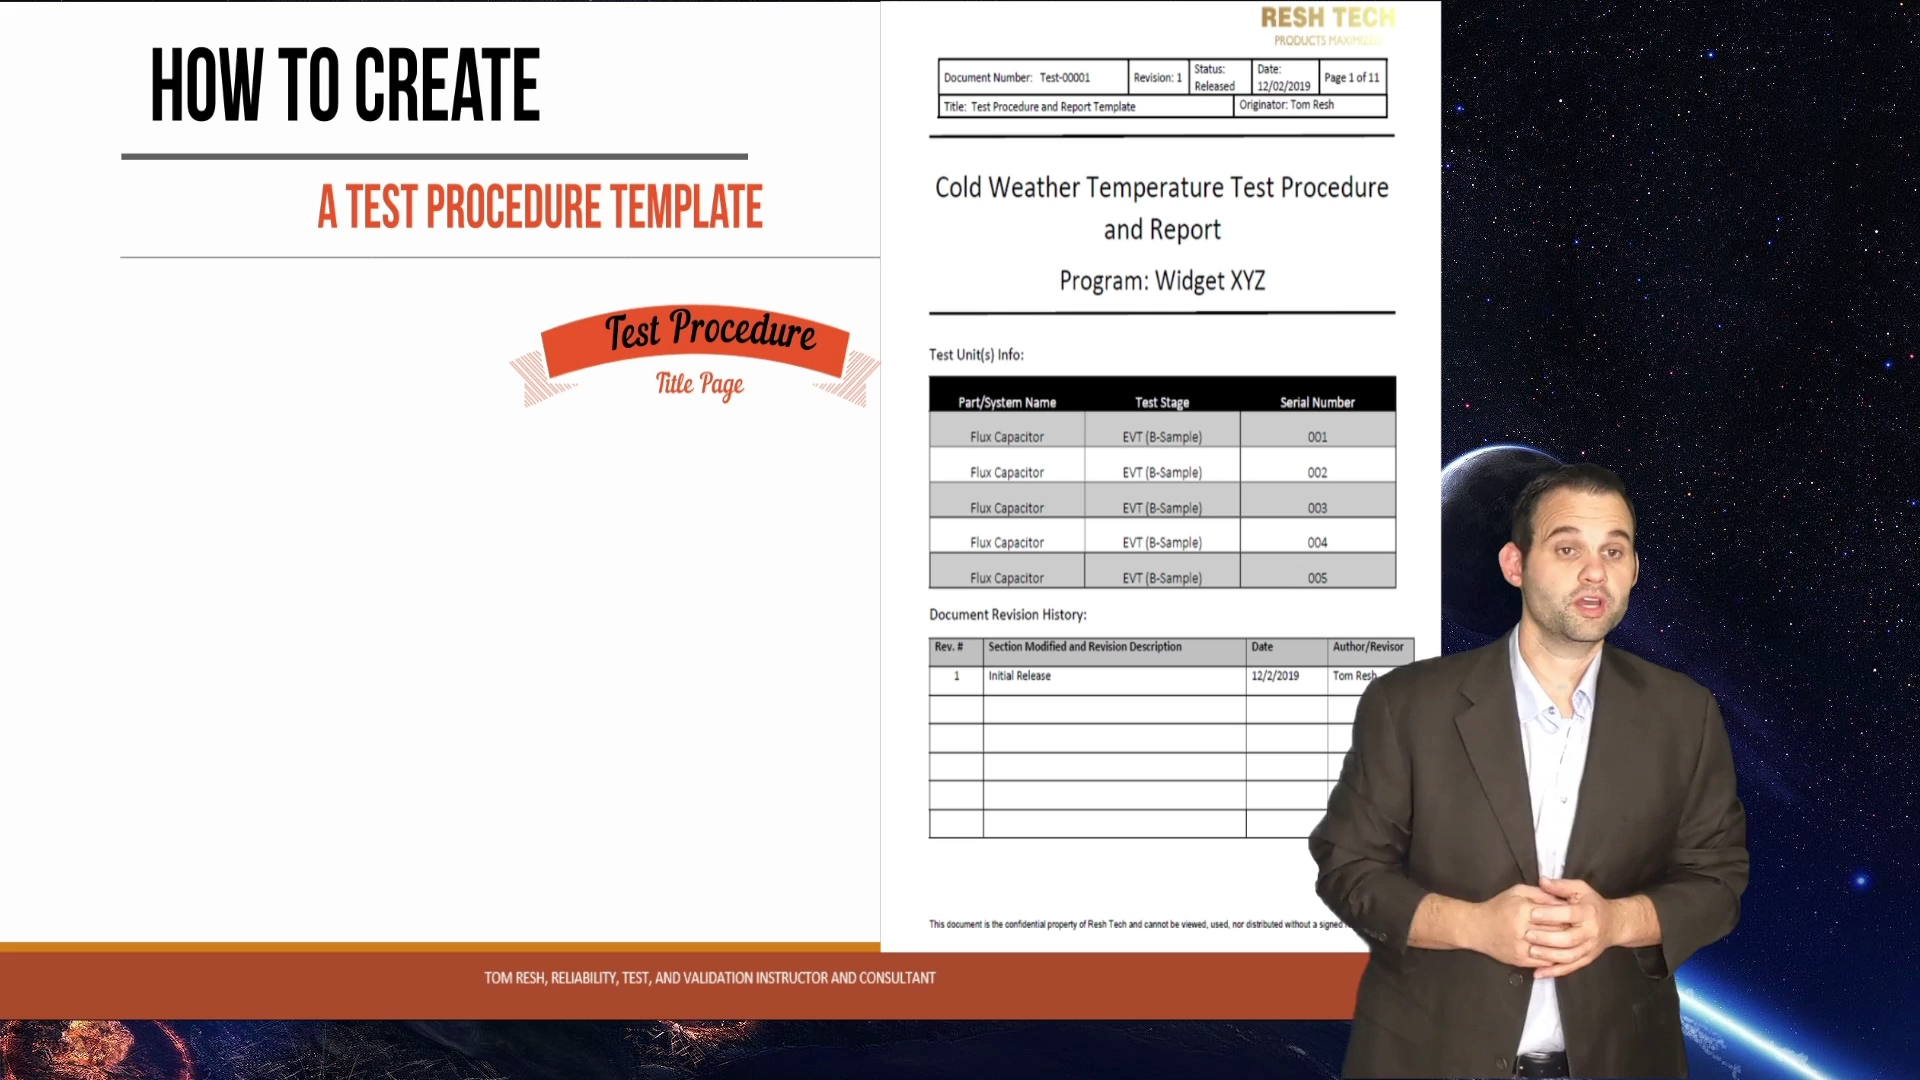 HOW TO CREATE
A TEST PROCEDURE TEMPLATE
Test Procedure
Title Page
RESH TECH
PRODUCTS MAXIMIZED
Document Number: Test-00001
Revision: 1
Status:
Released
Date:
12/02/2019
Page 1 of 11
Title: Test Procedure and Report Template
Originator: Tom Resh
Cold Weather Temperature Test Procedure
and Report
Program: Widget XYZ
Test Unit(s) Info:
Part/System Name Test Stage Serial Number
Flux Capacitor EVT (B-Sample) 001
Flux Capacitor EVT (B-Sample) 002
Flux Capacitor EVT (B-Sample) 003
Flux Capacitor EVT (B-Sample) 004
Flux Capacitor EVT (B-Sample) 005
Document Revision History:
Rev. # Section Modified and Revision Description Date Author/Revisor
1 Initial Release 12/2/2019 Tom Resh
This document is the confidential property of Resh Tech and cannot be viewed, used, nor distributed without a signed
TOM RESH, RELIABILITY, TEST, AND VALIDATION INSTRUCTOR AND CONSULTANT